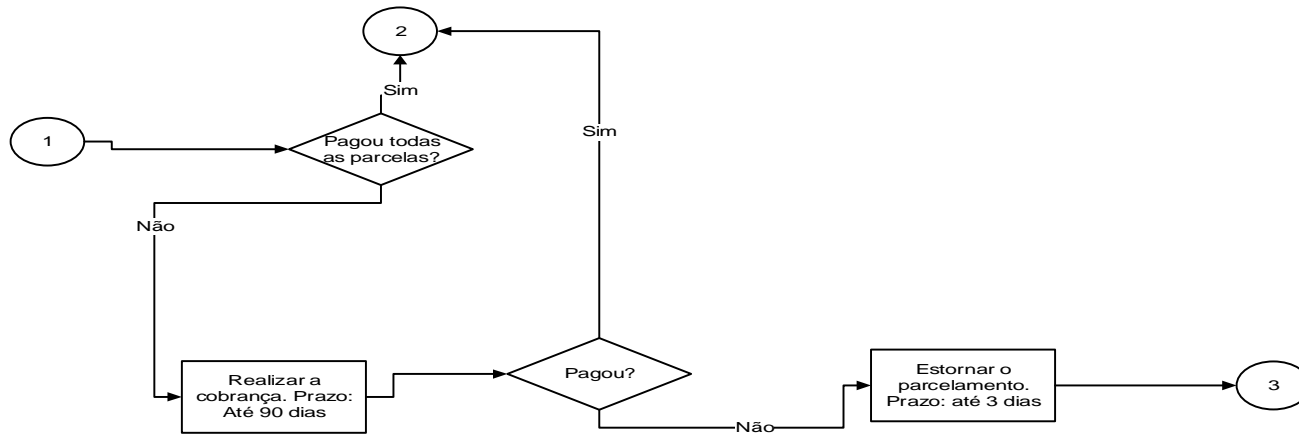 2
Sim
1
Pagou todas
as parcelas?
Sim
Não
Realizar a
cobrança. Prazo:
Até 90 dias
Pagou?
Não
Estornar o
parcelamento.
Prazo: até 3 dias
3